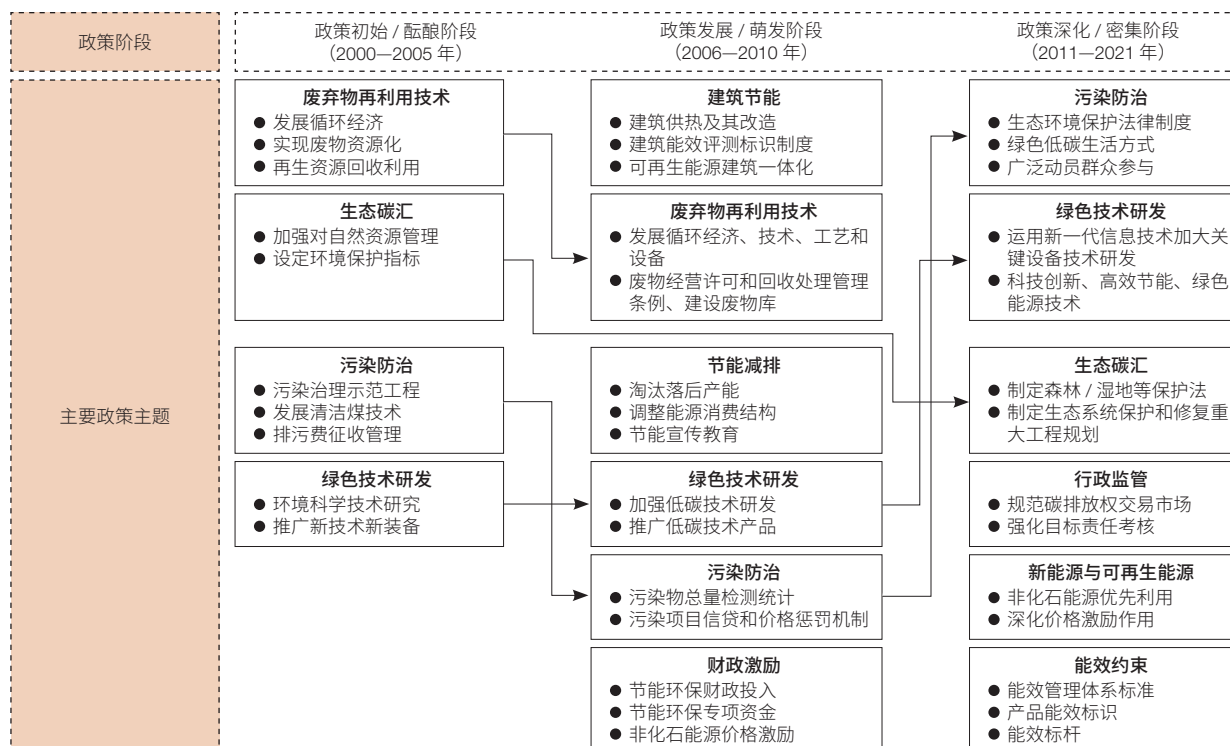 政策阶段
政策初始 / 酝酿阶段
（2000—2005 年）
政策发展 / 萌发阶段
（2006—2010 年）
政策深化 / 密集阶段
（2011—2021 年）
主要政策主题
废弃物再利用技术
● 发展循环经济
● 实现废物资源化
● 再生资源回收利用
生态碳汇
● 加强对自然资源管理
● 设定环境保护指标
污染防治
● 污染治理示范工程
● 发展清洁煤技术
● 排污费征收管理
绿色技术研发
● 环境科学技术研究
● 推广新技术新装备
建筑节能
● 建筑供热及其改造
● 建筑能效评测标识制度
● 可再生能源建筑一体化
废弃物再利用技术
● 发展循环经济、技术、工艺和
设备
● 废物经营许可和回收处理管理
条例、建设废物库
节能减排
● 淘汰落后产能
● 调整能源消费结构
● 节能宣传教育
绿色技术研发
● 加强低碳技术研发
● 推广低碳技术产品
污染防治
● 污染物总量检测统计
● 污染项目信贷和价格惩罚机制
财政激励
● 节能环保财政投入
● 节能环保专项资金
● 非化石能源价格激励
污染防治
● 生态环境保护法律制度
● 绿色低碳生活方式
● 广泛动员群众参与
绿色技术研发
● 运用新一代信息技术加大关
键设备技术研发
● 科技创新、高效节能、绿色
能源技术
生态碳汇
● 制定森林 / 湿地等保护法
● 制定生态系统保护和修复重
大工程规划
行政监管
● 规范碳排放权交易市场
● 强化目标责任考核
新能源与可再生能源
● 非化石能源优先利用
● 深化价格激励作用
能效约束
● 能效管理体系标准
● 产品能效标识
● 能效标杆